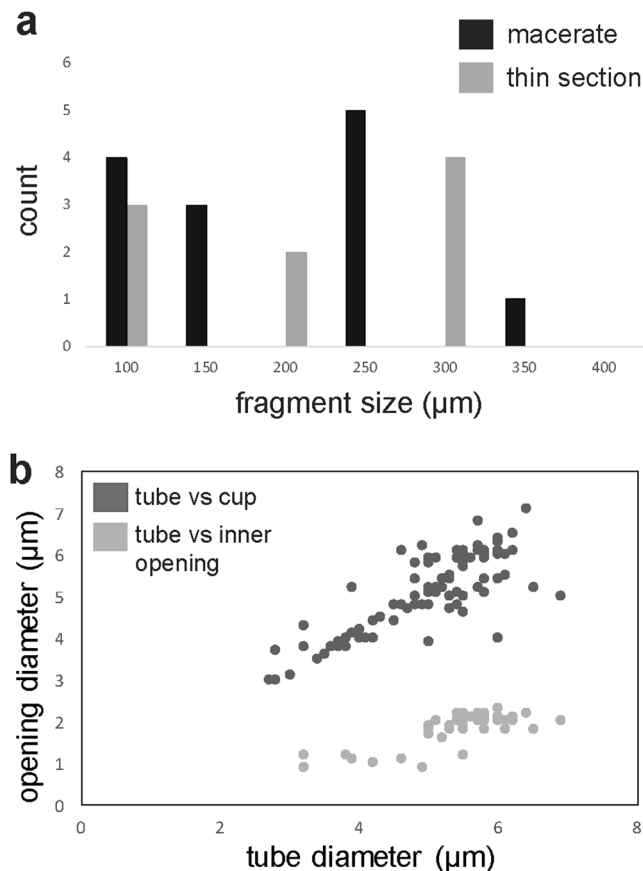 a
macerate
thin section
6
5
4
3
2
1
0
count
100 150 200 250 300 350 400
fragment size (µm)
b
tube vs cup
tube vs inner
opening
8
7
6
5
4
3
2
1
0
opening diameter (µm)
0 2 4 6 8
tube diameter (µm)